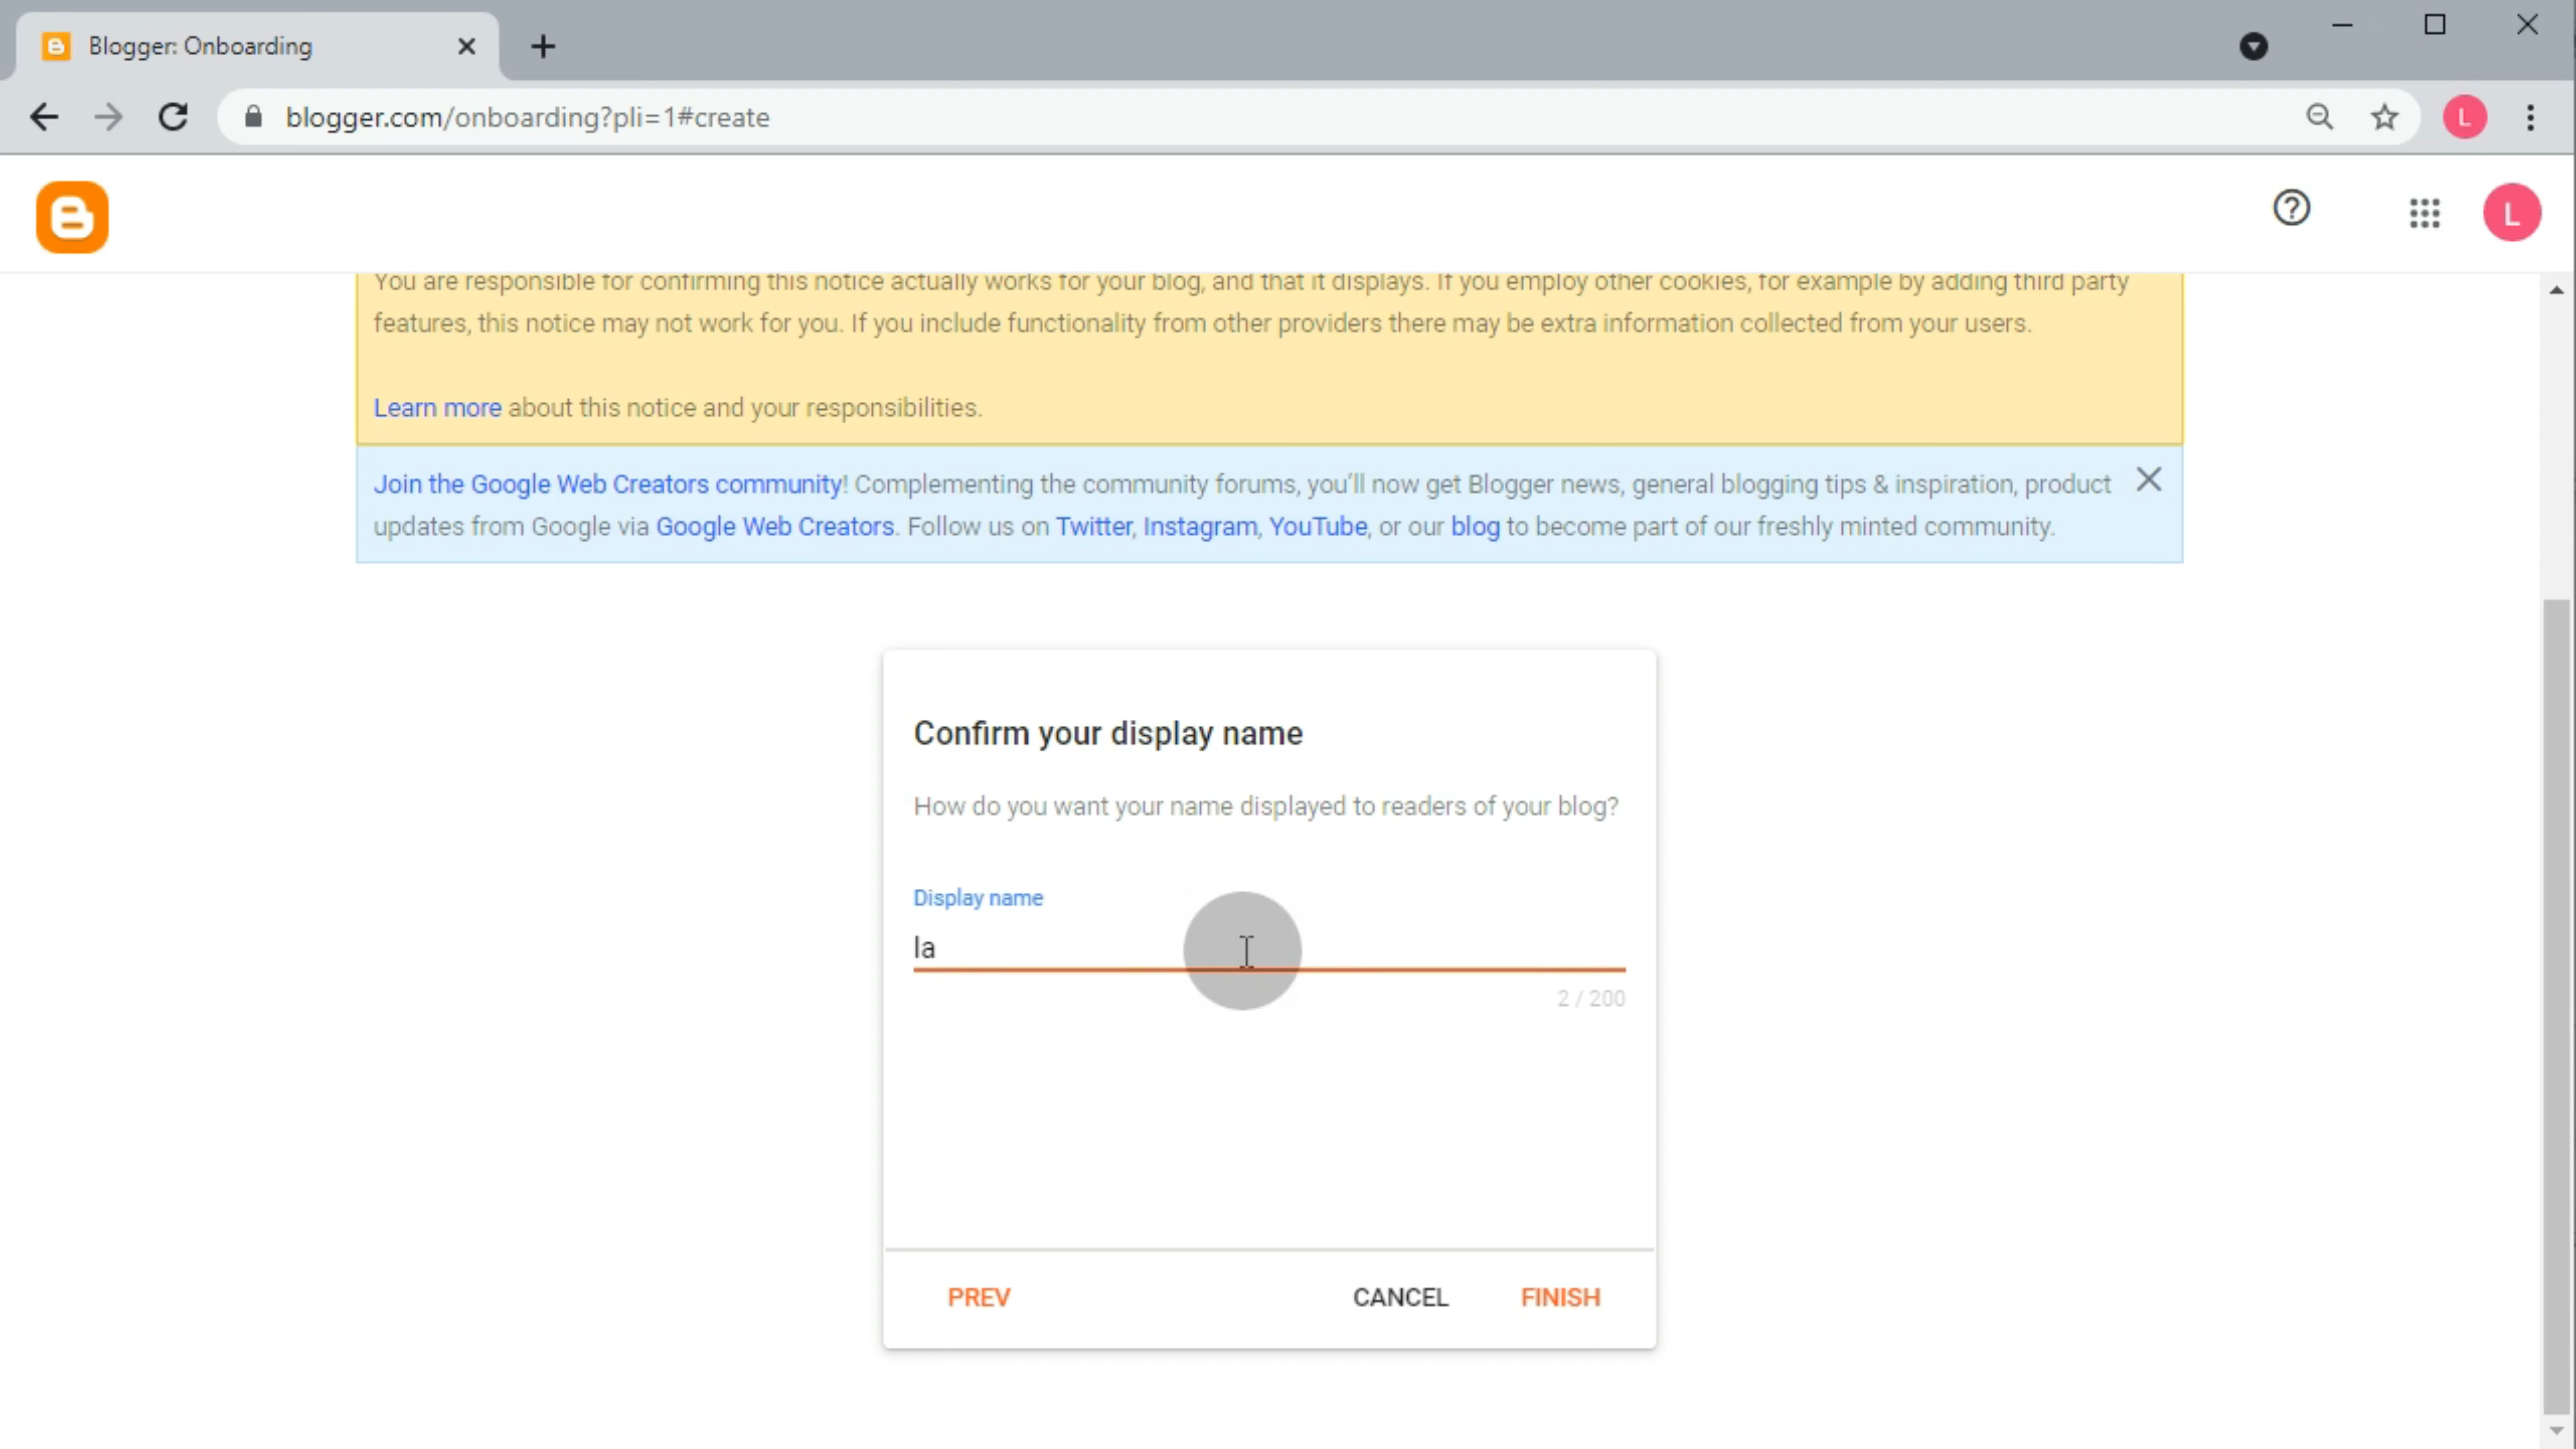 Blogger: Onboarding
blogger.com/onboarding?pli=1#create
L
L
You are responsible for confirming this notice actually works for your blog, and that it displays. If you employ other cookies, for example by adding third party
features, this notice may not work for you. If you include functionality from other providers there may be extra information collected from your users.
Learn more about this notice and your responsibilities.
Join the Google Web Creators community! Complementing the community forums, you'll now get Blogger news, general blogging tips & inspiration, product
updates from Google via Google Web Creators. Follow us on Twitter, Instagram, YouTube, or our blog to become part of our freshly minted community.
Confirm your display name
How do you want your name displayed to readers of your blog?
Display name
la
2 / 200
PREV CANCEL FINISH